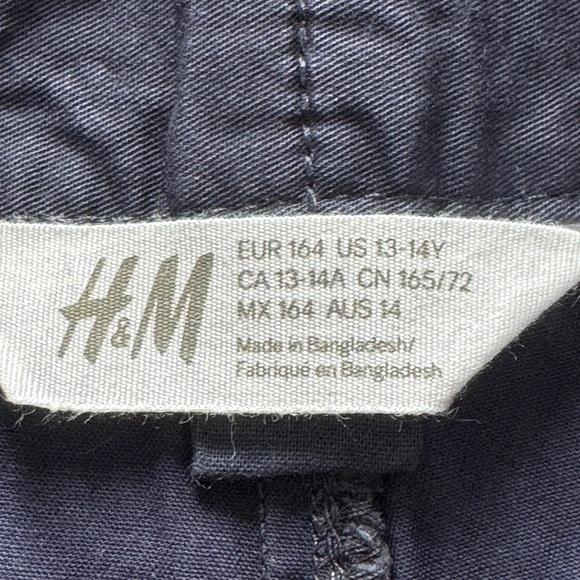 H&M
EUR 164 US 13-14Y
CA 13-14A CN 165/72
MX 164 AUS 14
Made in Bangladesh/
Fabriqué en Bangladesh